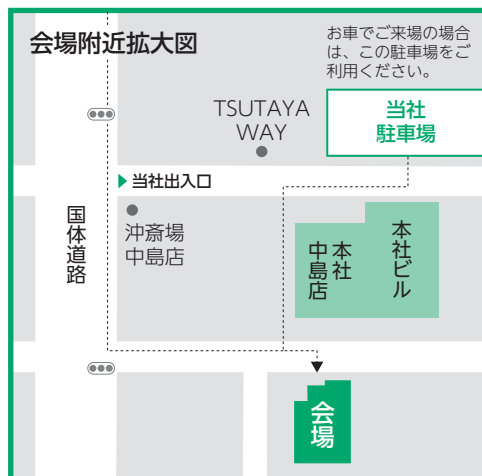 会場附近拡大図
お車でご来場の場合
は、この駐車場をご
利用ください。
TSUTAYA
WAY
当社
駐車場
当社出入口
国体道路
沖斎場
中島店
本社
中島店
本社ビル
会場